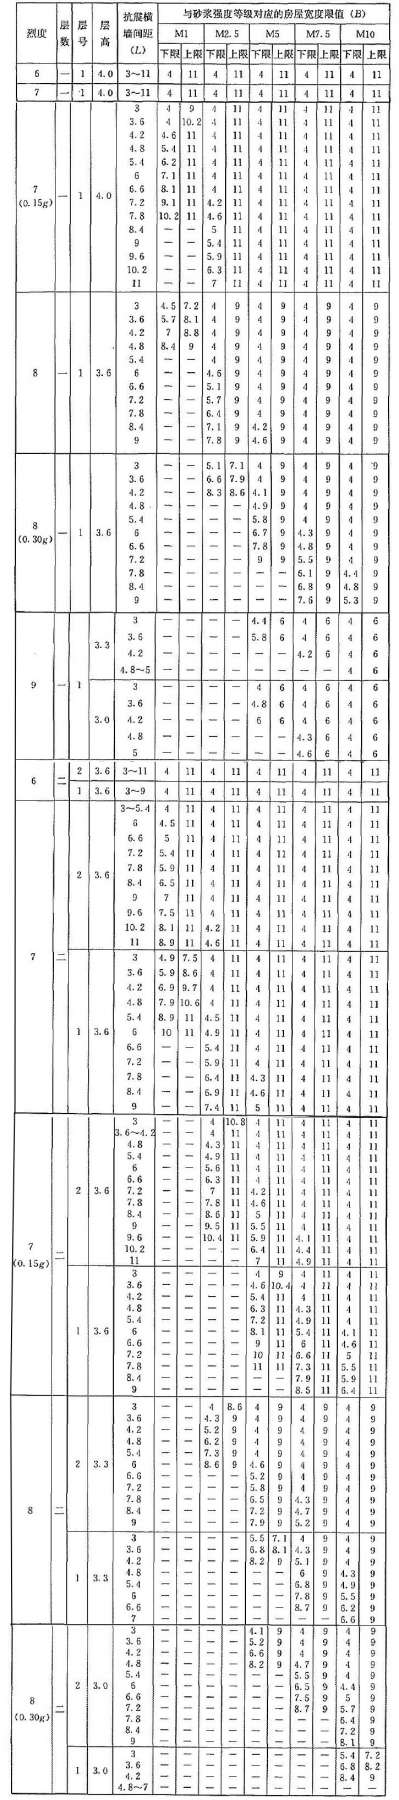 烈度 层数 层号 层高 抗震横墙间距(L) 与砂浆强度等级对应的房屋宽度限值（B）
M1 M2.5 M5 M7.5 M10
下限 上限 下限 上限 下限 上限 下限 上限 下限 上限
6 一 1 4.0 3～11 4 11 4 11 4 11 4 11 4 11
7 一 1 4.0 3～11 4 11 4 11 4 11 4 11 4 11
7 (0.15g) 一 1 4.0
3 4 9 4 11 4 11 4 11 4 11
3.6 4 10.2 4 11 4 11 4 11 4 11
4.2 4.6 11 4 11 4 11 4 11 4 11
4.8 5.4 11 4 11 4 11 4 11 4 11
5.4 6.2 11 4 11 4 11 4 11 4 11
6 7.1 11 4 11 4 11 4 11 4 11
6.6 8.1 11 4 11 4 11 4 11 4 11
7.2 9.1 11 4.2 11 4 11 4 11 4 11
7.8 10.2 11 4.6 11 4 11 4 11 4 11
8.4 — — 5 11 4 11 4 11 4 11
9 — — 5.4 11 4 11 4 11 4 11
9.6 — — 5.9 11 4 11 4 11 4 11
10.2 — — 6.3 11 4 11 4 11 4 11
11 — — 7 11 4 11 4 11 4 11
8 一 1 3.6
3 4.5 7.2 4 9 4 9 4 9 4 9
3.6 5.7 8.1 4 9 4 9 4 9 4 9
4.2 7 8.8 4 9 4 9 4 9 4 9
4.8 8.4 9 4 9 4 9 4 9 4 9
5.4 — — 4 9 4 9 4 9 4 9
6 — — 4.6 9 4 9 4 9 4 9
6.6 — — 5.1 9 4 9 4 9 4 9
7.2 — — 5.7 9 4 9 4 9 4 9
7.8 — — 6.4 9 4 9 4 9 4 9
8.4 — — 7.1 9 4.2 9 4 9 4 9
9 — — 7.8 9 4.6 9 4 9 4 9
8 (0.30g) 一 1 3.6
3 — — 5.1 7.1 4 9 4 9 4 9
3.6 — — 6.6 7.9 4 9 4 9 4 9
4.2 — — 8.3 8.6 4.1 9 4 9 4 9
4.8 — — — — 4.9 9 4 9 4 9
5.4 — — — — 5.8 9 4 9 4 9
6 — — — — 6.7 9 4.3 9 4 9
6.6 — — — — 7.8 9 4.8 9 4 9
7.2 — — — — 9 9 5.5 9 4 9
7.8 — — — — — — 6.1 9 4.4 9
8.4 — — — — — — 6.8 9 4.8 9
9 — — — — — — 7.6 9 5.3 9
9 一 1 3.3
3 — — — — 4.4 6 4 6 4 6
3.6 — — — — 5.8 6 4 6 4 6
4.2 — — — — — — 4.2 6 4 6
4.8～5 — — — — — — — — 4 6
3.0
3 — — — — 4 6 4 6 4 6
3.6 — — — — 4.8 6 4 6 4 6
4.2 — — — — 6 6 4 6 4 6
4.8 — — — — — — 4.3 6 4 6
5 — — — — — — 4.6 6 4 6
6 二 2 3.6 3～11 4 11 4 11 4 11 4 11 4 11
1 3.6 3～9 4 11 4 11 4 11 4 11 4 11
7 二 2 3.6
3～5.4 4 11 4 11 4 11 4 11 4 11
6 4.5 11 4 11 4 11 4 11 4 11
6.6 5 11 4 11 4 11 4 11 4 11
7.2 5.4 11 4 11 4 11 4 11 4 11
7.8 5.9 11 4 11 4 11 4 11 4 11
8.4 6.5 11 4 11 4 11 4 11 4 11
9 7 11 4 11 4 11 4 11 4 11
9.6 7.5 11 4 11 4 11 4 11 4 11
10.2 8.1 11 4.2 11 4 11 4 11 4 11
11 8.9 11 4.6 11 4 11 4 11 4 11
1 3.6
3 4.9 7.5 4 11 4 11 4 11 4 11
3.6 5.9 8.6 4 11 4 11 4 11 4 11
4.2 6.9 9.7 4 11 4 11 4 11 4 11
4.8 7.9 10.6 4 11 4 11 4 11 4 11
5.4 8.9 11 4.5 11 4 11 4 11 4 11
6 10 11 4.9 11 4 11 4 11 4 11
6.6 — — 5.4 11 4 11 4 11 4 11
7.2 — — 5.9 11 4 11 4 11 4 11
7.8 — — 6.4 11 4.3 11 4 11 4 11
8.4 — — 6.9 11 4.6 11 4 11 4 11
9 — — 7.4 11 5 11 4 11 4 11
7 (0.15g) 二 2 3.6
3 — — 4 10.8 4 11 4 11 4 11
3.6～4.2 — — 4 11 4 11 4 11 4 11
4.8 — — 4.3 11 4 11 4 11 4 11
5.4 — — 4.9 11 4 11 4 11 4 11
6 — — 5.6 11 4 11 4 11 4 11
6.6 — — 6.3 11 4 11 4 11 4 11
7.2 — — 7 11 4.2 11 4 11 4 11
7.8 — — 7.8 11 4.6 11 4 11 4 11
8.4 — — 8.6 11 5 11 4 11 4 11
9 — — 9.5 11 5.5 11 4 11 4 11
9.6 — — 10.4 11 5.9 11 4.1 11 4 11
10.2 — — — — 6.4 11 4.4 11 4 11
11 — — — — 7 11 4.9 11 4 11
1 3.6
3 — — — — 4 9 4 11 4 11
3.6 — — — — 4.6 10.4 4 11 4 11
4.2 — — — — 5.4 11 4 11 4 11
4.8 — — — — 6.3 11 4.3 11 4 11
5.4 — — — — 7.2 11 4.9 11 4 11
6 — — — — 8.1 11 5.4 11 4.1 11
6.6 — — — — 9 11 6 11 4.6 11
7.2 — — — — 10 11 6.6 11 5 11
7.8 — — — — 11 11 7.3 11 5.5 11
8.4 — — — — — — 7.9 11 5.9 11
9 — — — — — — 8.5 11 6.4 11
8 二 2 3.3
3 — — 4 8.6 4 9 4 9 4 9
3.6 — — 4.3 9 4 9 4 9 4 9
4.2 — — 5.2 9 4 9 4 9 4 9
4.8 — — 6.2 9 4 9 4 9 4 9
5.4 — — 7.3 9 4 9 4 9 4 9
6 — — 8.6 9 4.6 9 4 9 4 9
6.6 — — — — 5.2 9 4 9 4 9
7.2 — — — — 5.8 9 4 9 4 9
7.8 — — — — 6.5 9 4.3 9 4 9
8.4 — — — — 7.2 9 4.7 9 4 9
9 — — — — 7.9 9 5.2 9 4 9
1 3.3
3 — — — — 5.5 7.1 4 9 4 9
3.6 — — — — 6.8 8.1 4.3 9 4 9
4.2 — — — — 8.2 9 5.1 9 4 9
4.8 — — — — — — 6 9 4.3 9
5.4 — — — — — — 6.8 9 4.9 9
6 — — — — — — 7.8 9 5.5 9
6.6 — — — — — — 8.7 9 6.2 9
7 — — — — — — — — 6.6 9
8 (0.30g) 二 2 3.0
3 — — — — 4.1 9 4 9 4 9
3.6 — — — — 5.2 9 4 9 4 9
4.2 — — — — 6.6 9 4 9 4 9
4.8 — — — — 8.2 9 4.7 9 4 9
5.4 — — — — — — 5.5 9 4 9
6 — — — — — — 6.5 9 4.4 9
6.6 — — — — — — 7.5 9 5 9
7.2 — — — — — — 8.7 9 5.7 9
7.8 — — — — — — — — 6.4 9
8.4 — — — — — — — — 7.2 9
9 — — — — — — — — 8.1 9
1 3.0
3 — — — — — — — — 5.4 7.2
3.6 — — — — — — — — 6.8 8.2
4.2 — — — — — — — — 8.4 9
4.8～7 — — — — — — — — — —